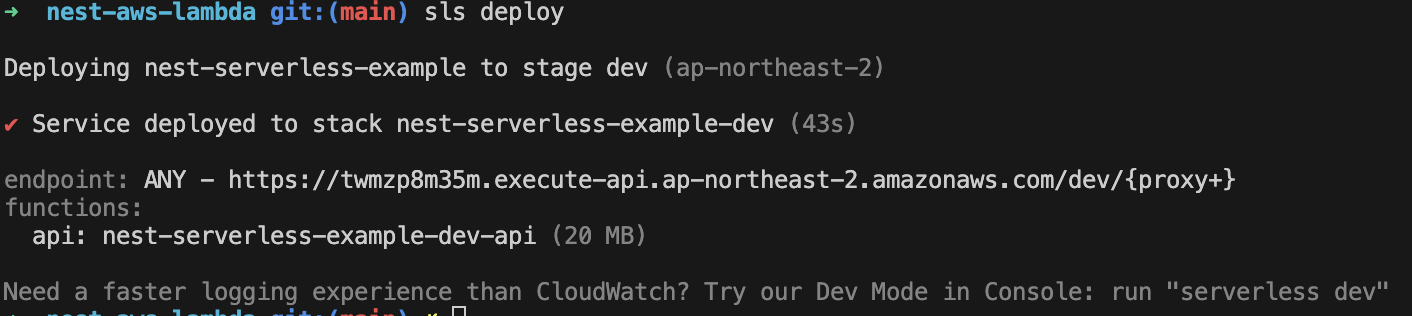 → nest-aws-lambda git:(main) sls deploy
Deploying nest-serverless-example to stage dev (ap-northeast-2)
✔ Service deployed to stack nest-serverless-example-dev (43s)
endpoint: ANY - https://twmzp8m35m.execute-api.ap-northeast-2.amazonaws.com/dev/{proxy+}
functions:
api: nest-serverless-example-dev-api (20 MB)
Need a faster logging experience than CloudWatch? Try our Dev Mode in Console: run "serverless dev"
nest-aws-lambda git:(main)